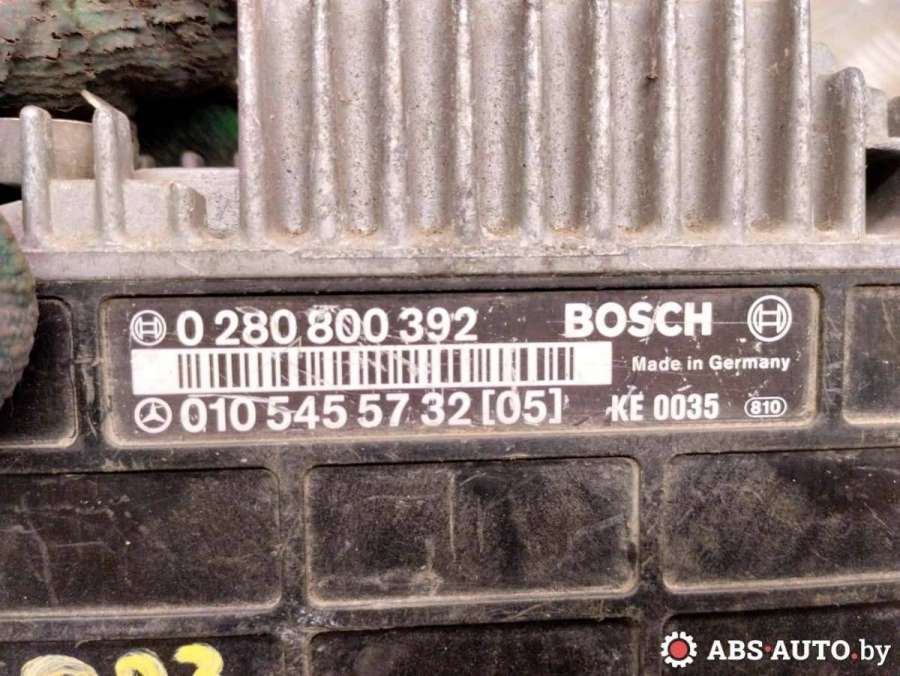 0 280 800 392 BOSCH
Made in Germany
010 545 57 32 [05] KE 0035 810
ABS-AUTO.by